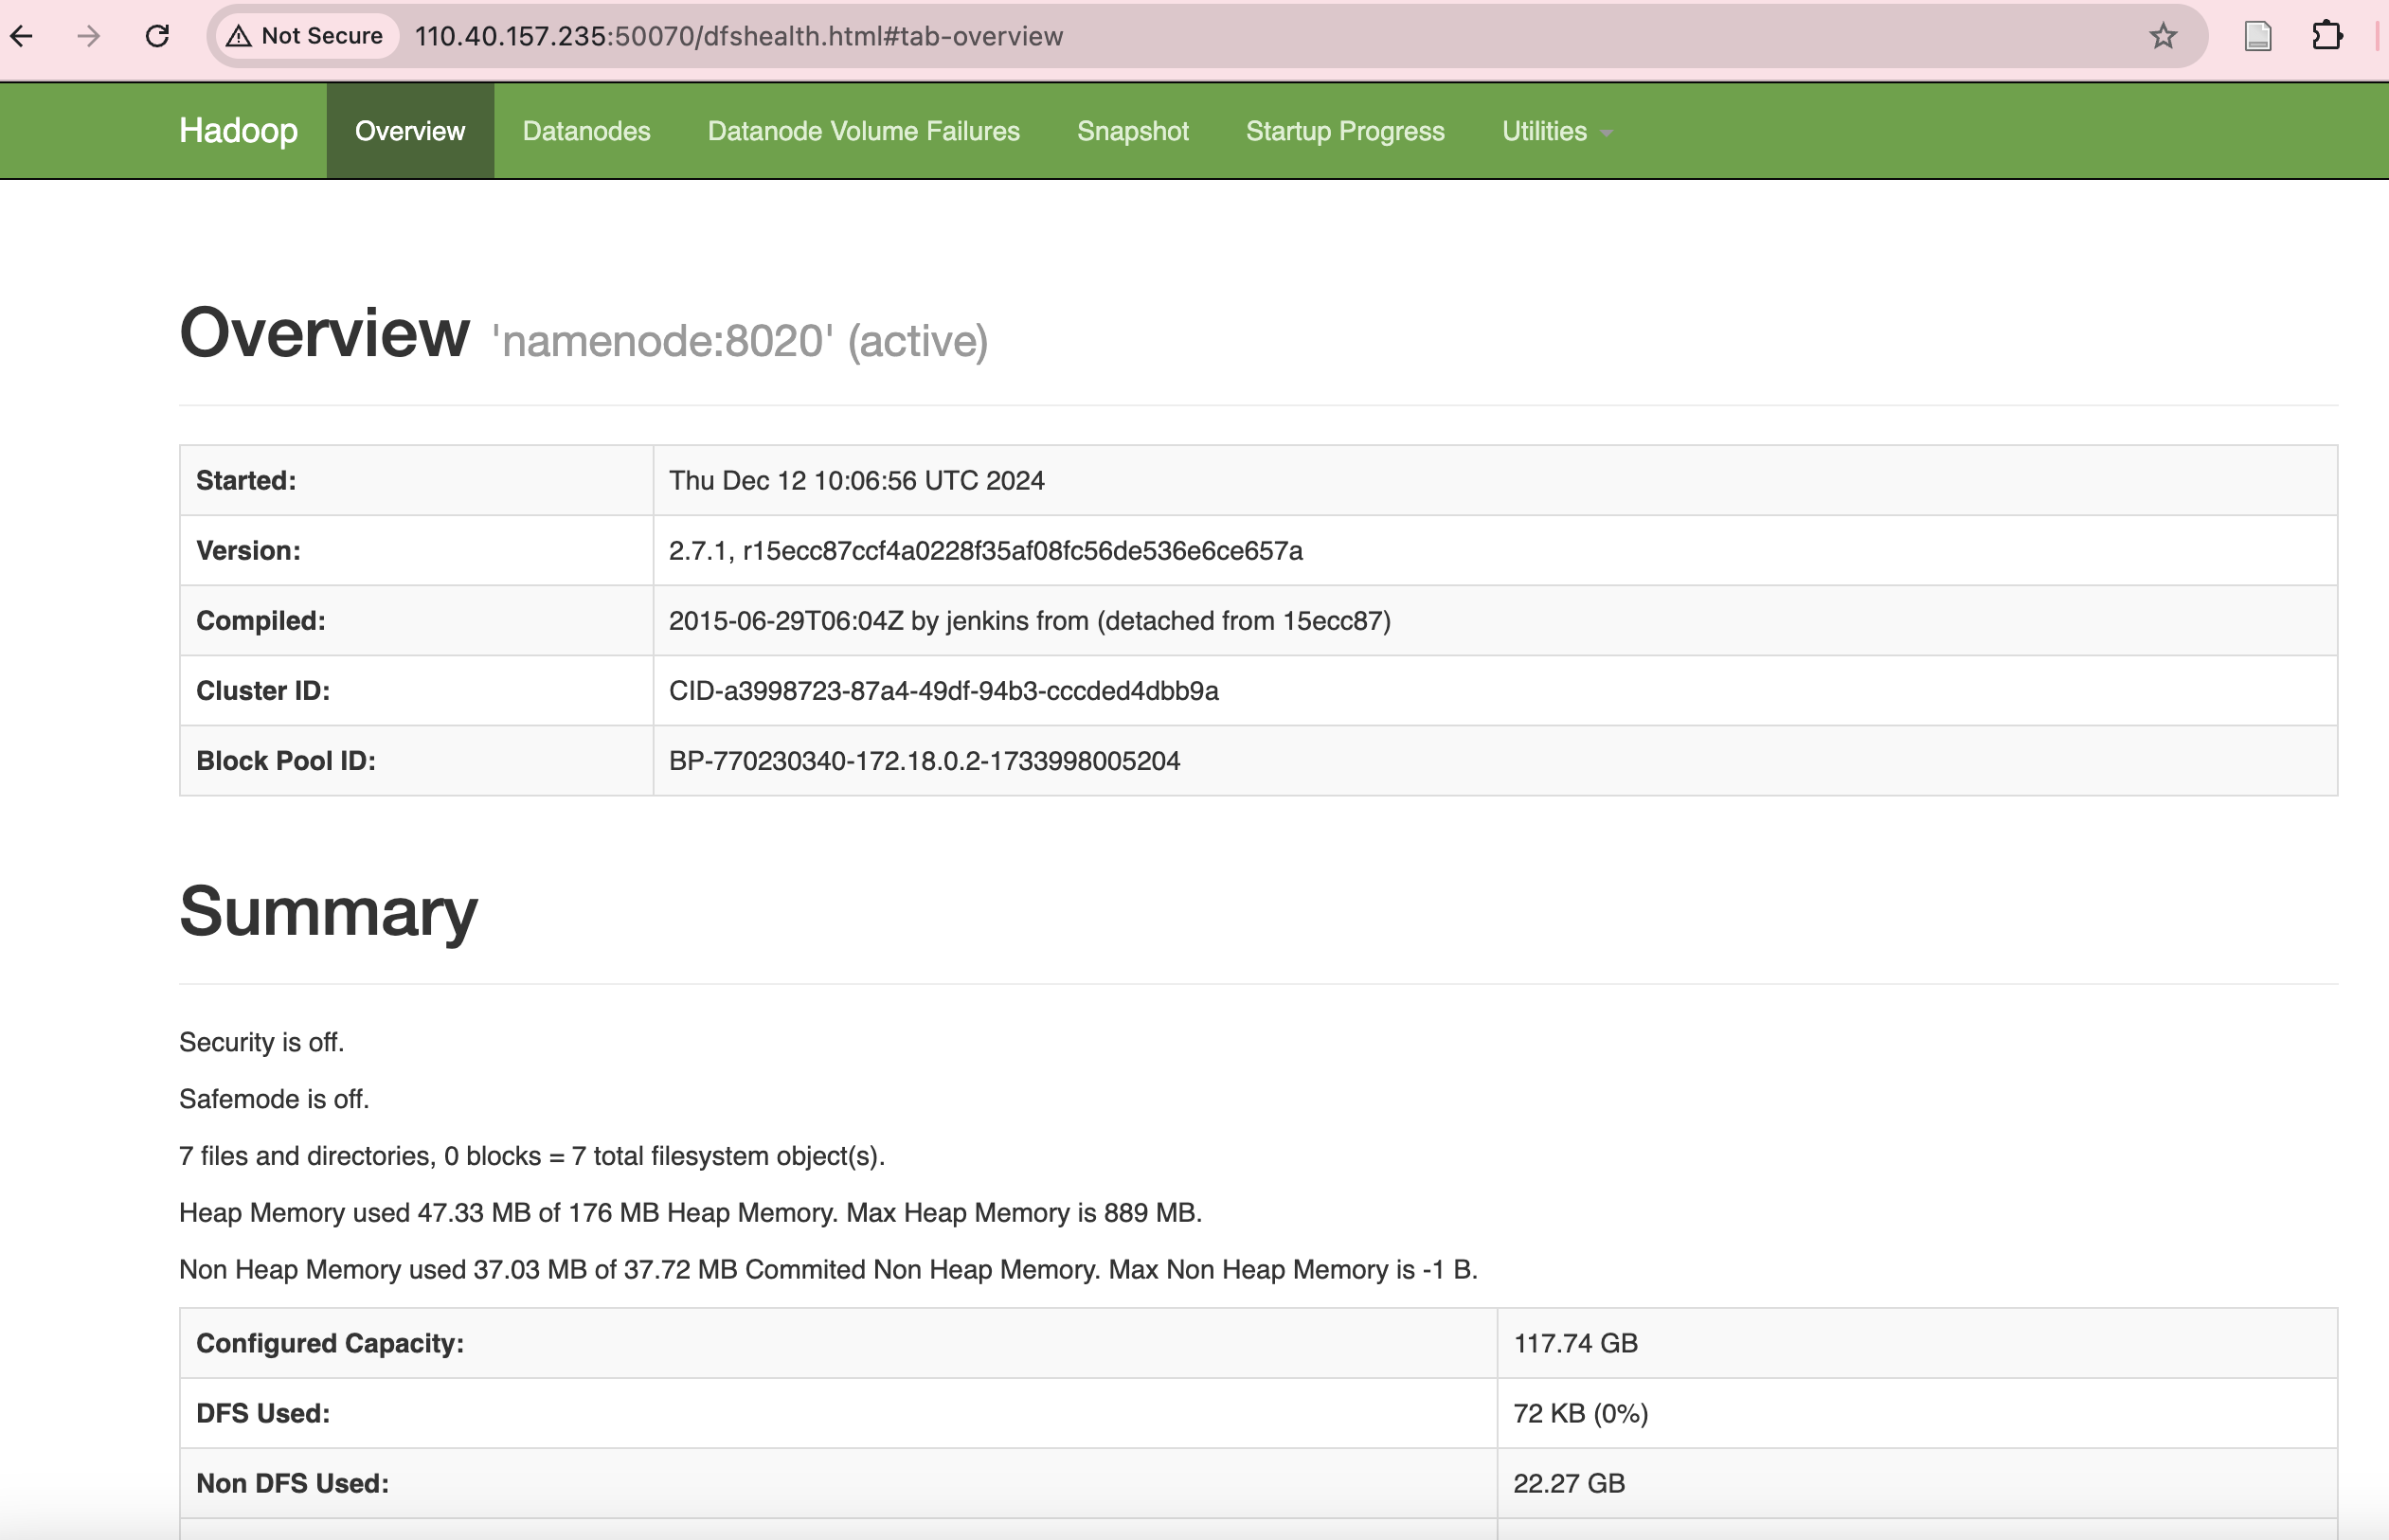 Not Secure 110.40.157.235:50070/dfshealth.html#tab-overview
Hadoop Overview Datanodes Datanode Volume Failures Snapshot Startup Progress Utilities
Overview 'namenode:8020' (active)
Started: Thu Dec 12 10:06:56 UTC 2024
Version: 2.7.1, r15ecc87ccf4a0228f35af08fc56de536e6ce657a
Compiled: 2015-06-29T06:04Z by jenkins from (detached from 15ecc87)
Cluster ID: CID-a3998723-87a4-49df-94b3-cccded4dbb9a
Block Pool ID: BP-770230340-172.18.0.2-1733998005204
Summary
Security is off.
Safemode is off.
7 files and directories, 0 blocks = 7 total filesystem object(s).
Heap Memory used 47.33 MB of 176 MB Heap Memory. Max Heap Memory is 889 MB.
Non Heap Memory used 37.03 MB of 37.72 MB Commited Non Heap Memory. Max Non Heap Memory is -1 B.
Configured Capacity: 117.74 GB
DFS Used: 72 KB (0%)
Non DFS Used: 22.27 GB